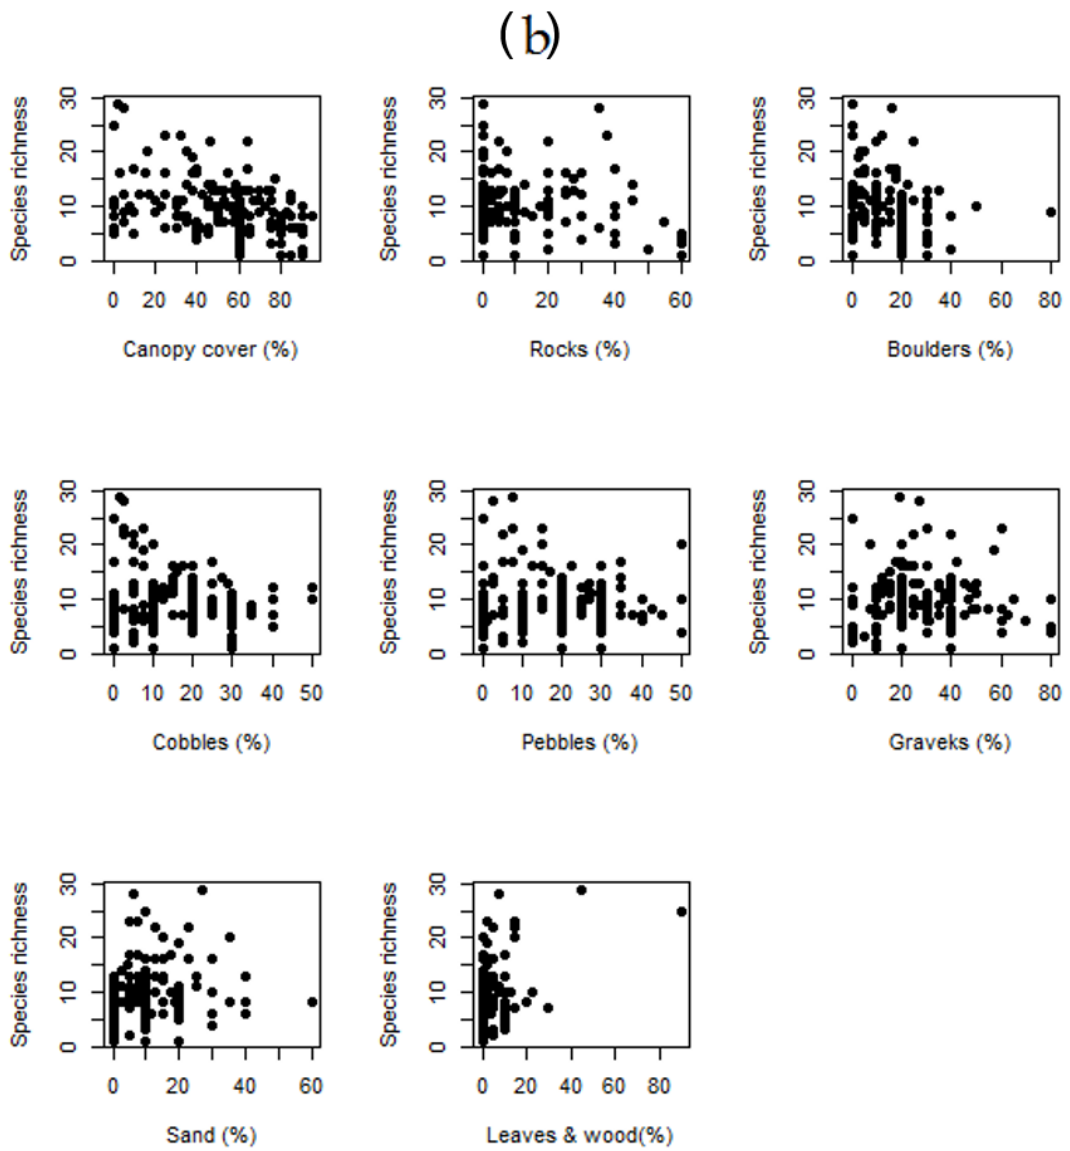 (b)
Species richness
0 10 20 30
0 20 40 60 80
Canopy cover (%)
Species richness
0 10 20 30
0 20 40 60
Rocks (%)
Species richness
0 10 20 30
0 20 40 60 80
Boulders (%)
Species richness
0 10 20 30
0 10 20 30 40 50
Cobbles (%)
Species richness
0 10 20 30
0 10 20 30 40 50
Pebbles (%)
Species richness
0 10 20 30
0 20 40 60 80
Graveks (%)
Species richness
0 10 20 30
0 20 40 60
Sand (%)
Species richness
0 10 20 30
0 20 40 60 80
Leaves & wood(%)